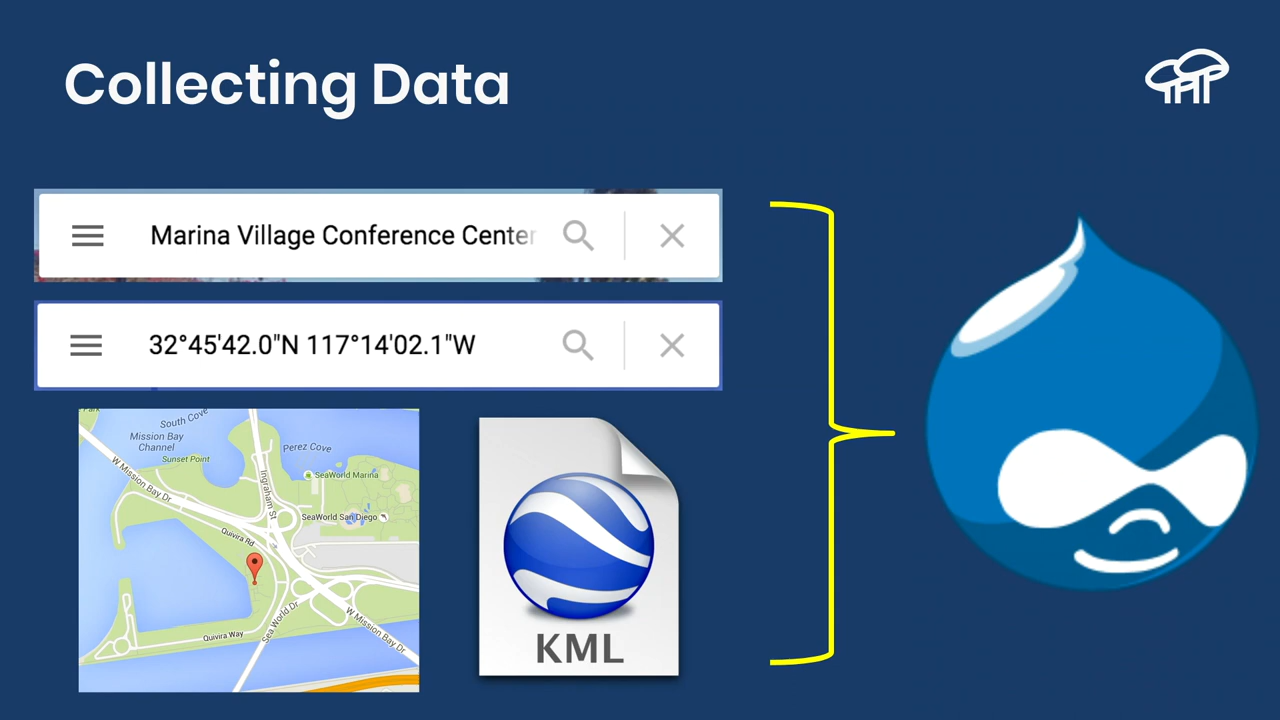 Collecting Data
Marina Village Conference Center
32°45'42.0"N 117°14'02.1"W
Park
South Cove
Mission Bay
Channel
Sunset Point
Perez Cove
W Mission Bay Dr
Ingraham St
SeaWorld Marina
SeaWorld San Diego
Quivira Rd
Quivira Way
Sea World Dr
W Mission Bay Dr
KML